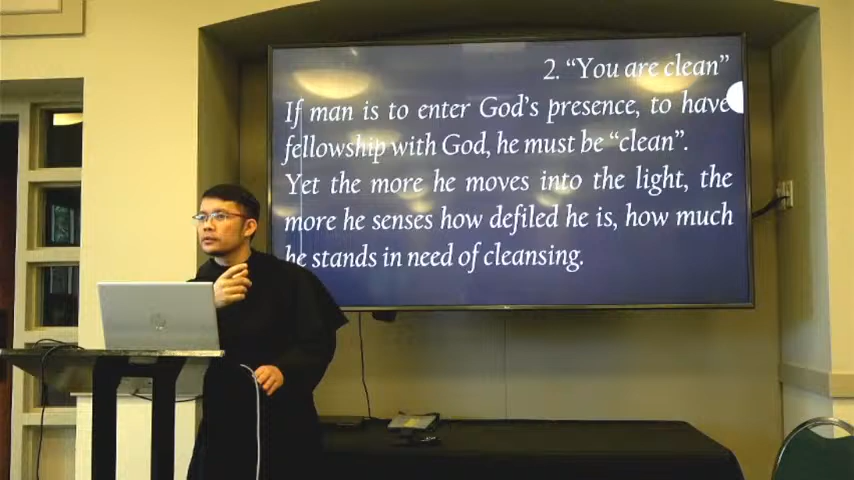 2. “You are clean”
If man is to enter God’s presence, to have
fellowship with God, he must be “clean”.
Yet the more he moves into the light, the
more he senses how defiled he is, how much
he stands in need of cleansing.